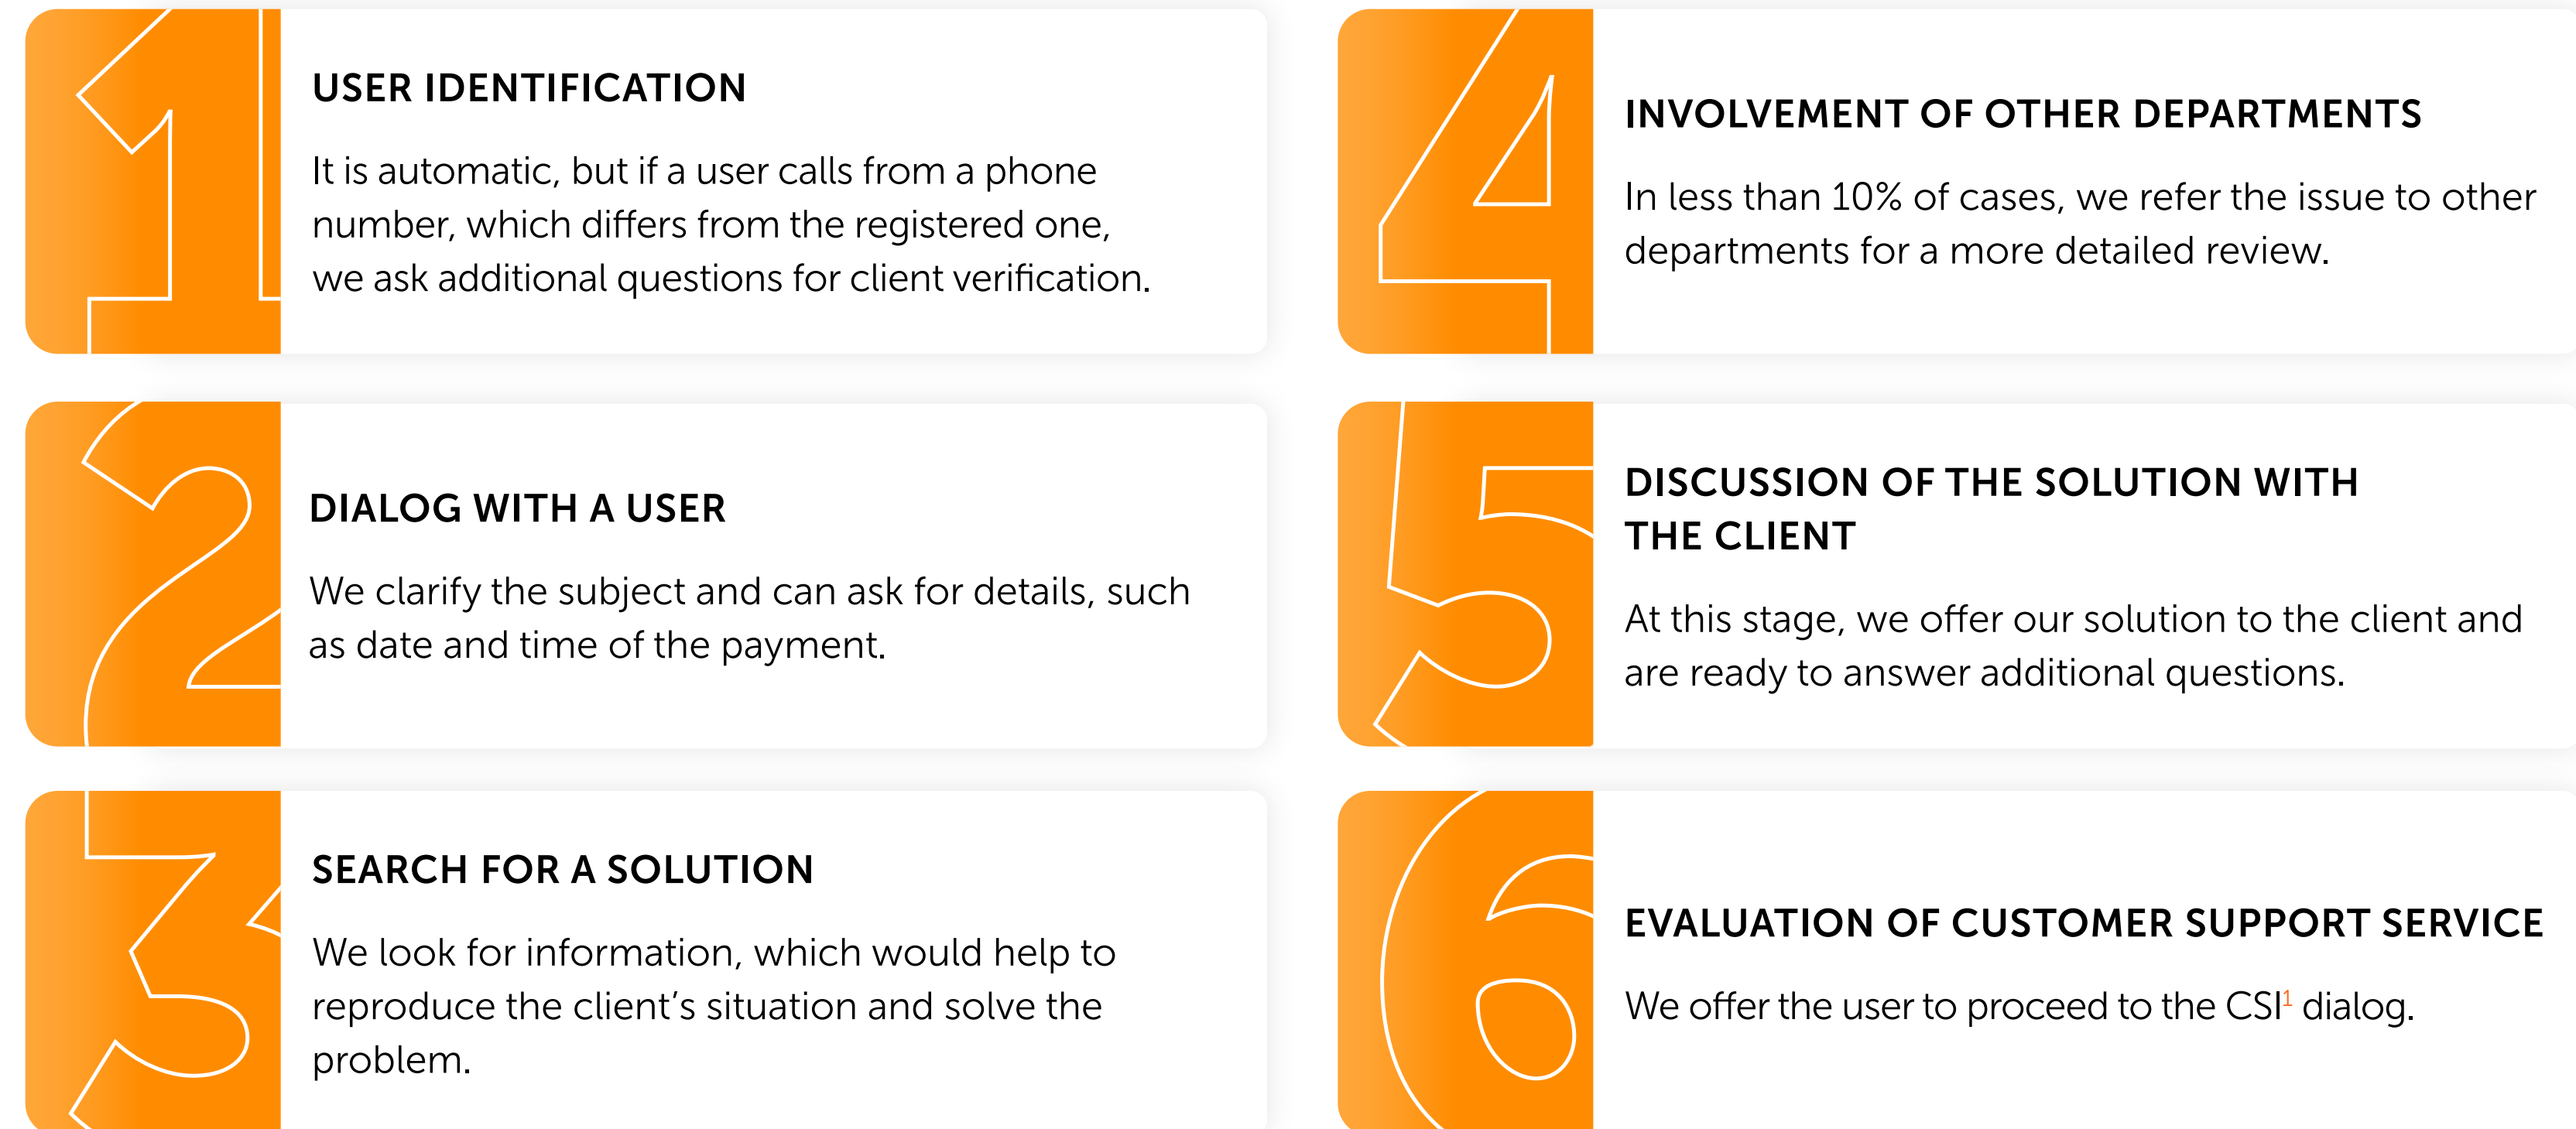 1
USER IDENTIFICATION
It is automatic, but if a user calls from a phone
number, which differs from the registered one,
we ask additional questions for client verification.
2
DIALOG WITH A USER
We clarify the subject and can ask for details, such
as date and time of the payment.
3
SEARCH FOR A SOLUTION
We look for information, which would help to
reproduce the client’s situation and solve the
problem.
4
INVOLVEMENT OF OTHER DEPARTMENTS
In less than 10% of cases, we refer the issue to other
departments for a more detailed review.
5
DISCUSSION OF THE SOLUTION WITH
THE CLIENT
At this stage, we offer our solution to the client and
are ready to answer additional questions.
6
EVALUATION OF CUSTOMER SUPPORT SERVICE
We offer the user to proceed to the CSI¹ dialog.